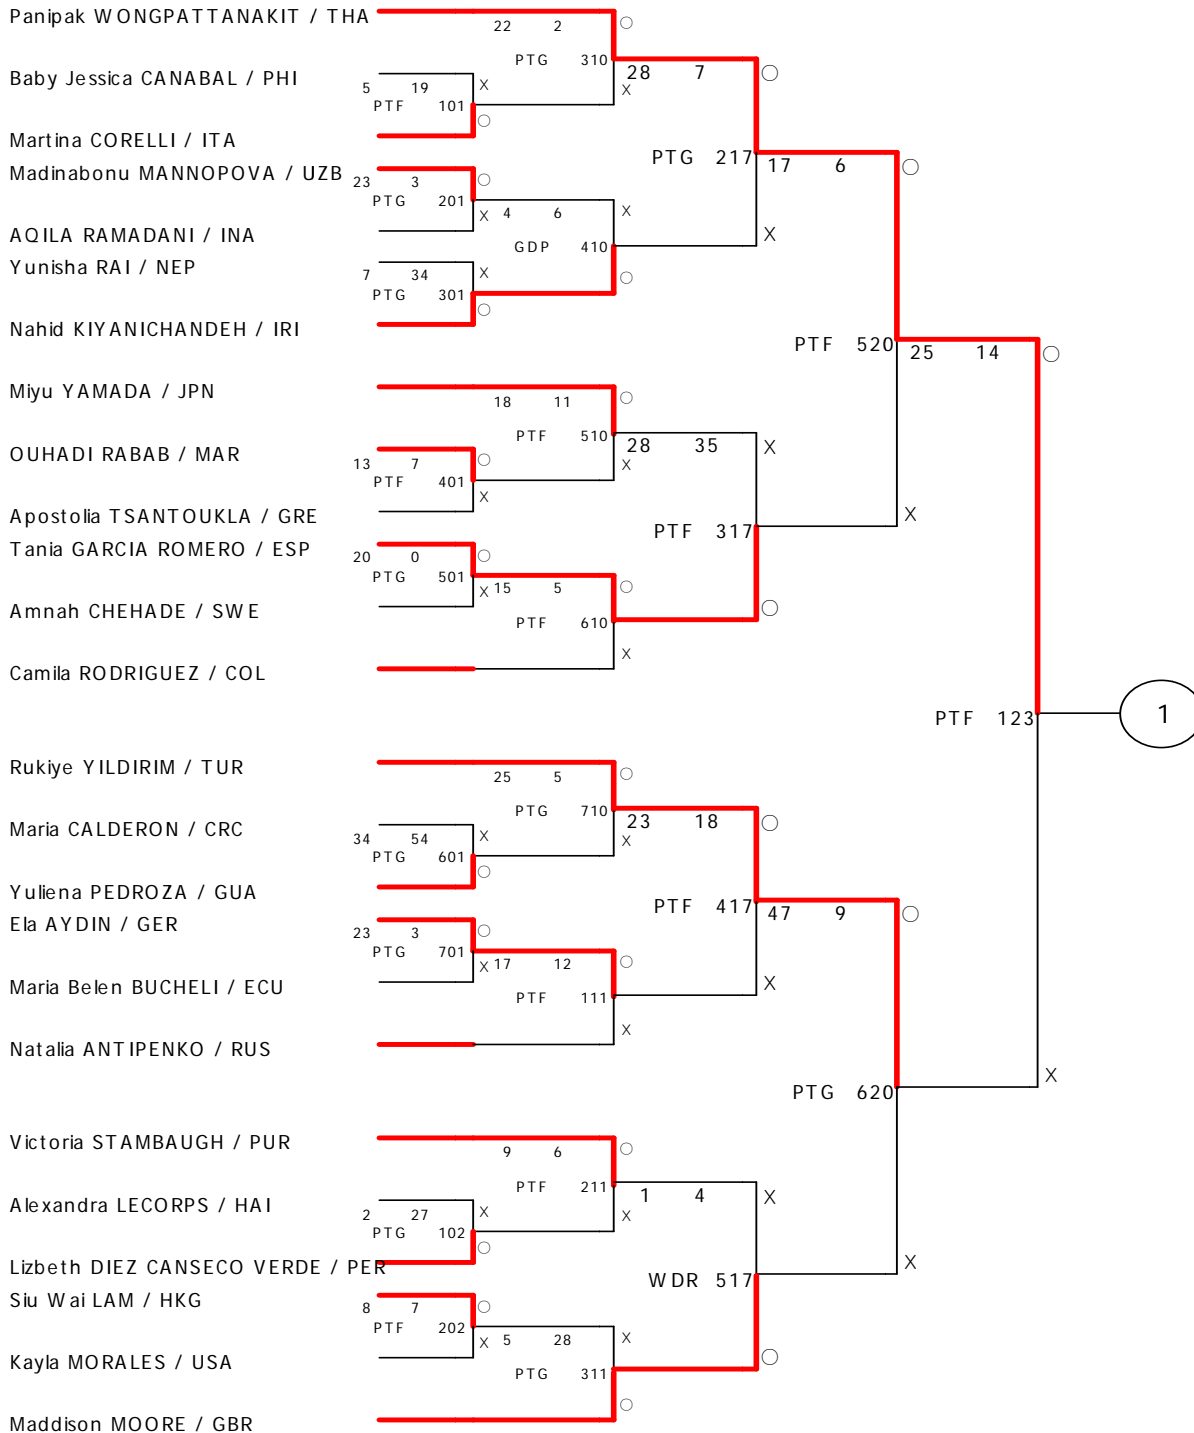 Panipak WONGPATTANAKIT / THA
22 2
PTG 310
28 7
Baby Jessica CANABAL / PHI
5 19
PTF 101
X
X
Martina CORELLI / ITA
PTG 217
17 6
Madinabonu MANNOPOVA / UZB
23 3
PTG 201
X
4 6
X
AQILA RAMADANI / INA
GDP 410
X
Yunisha RAI / NEP
7 34
PTG 301
X
Nahid KIYANICHANDEH / IRI
PTF 520
25 14
Miyu YAMADA / JPN
18 11
PTF 510
28 35
X
OUHADI RABAB / MAR
13 7
PTF 401
X
X
Apostolia TSANTOUKLA / GRE
PTF 317
X
Tania GARCIA ROMERO / ESP
20 0
PTG 501
X
15 5
Amnah CHEHADE / SWE
PTF 610
X
Camila RODRIGUEZ / COL
PTF 123
1
Rukiye YILDIRIM / TUR
25 5
PTG 710
23 18
Maria CALDERON / CRC
34 54
PTG 601
X
X
Yuliena PEDROZA / GUA
PTF 417
47 9
Ela AYDIN / GER
23 3
PTG 701
X
17 12
Maria Belen BUCHELI / ECU
PTF 111
X
X
Natalia ANTIPENKO / RUS
PTG 620
X
Victoria STAMBAUGH / PUR
9 6
PTF 211
1 4
X
Alexandra LECORPS / HAI
2 27
PTG 102
X
X
Lizbeth DIEZ CANSECO VERDE / PER
WDR 517
X
Siu Wai LAM / HKG
8 7
PTF 202
X
5 28
X
Kayla MORALES / USA
PTG 311
Maddison MOORE / GBR